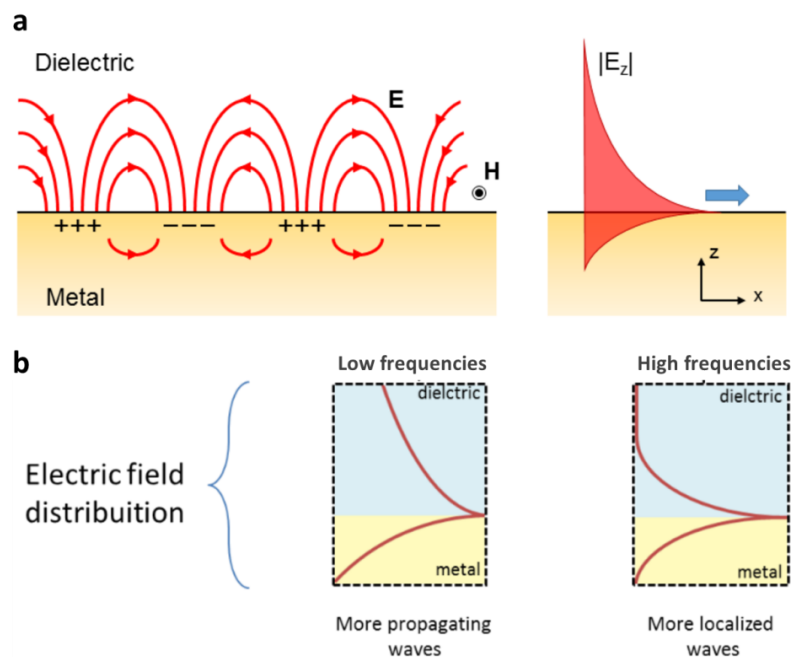 a
Dielectric
E
H
+++
−−−
+++
−−−
Metal
|Ez|
z
x
b
Low frequencies
High frequencies
dielctric
dielctric
Electric field
distribuition
metal
metal
More propagating
waves
More localized
waves